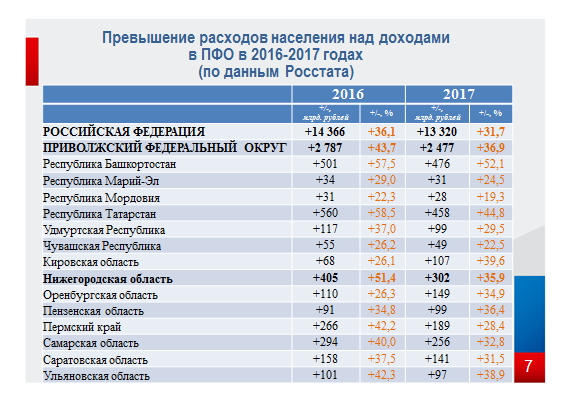 Превышение расходов населения над доходами
в ПФО в 2016-2017 годах
(по данным Росстата)
2016 2017
+/-, млрд. рублей +/-, % +/-, млрд. рублей +/-, %
РОССИЙСКАЯ ФЕДЕРАЦИЯ +14 366 +36,1 +13 320 +31,7
ПРИВОЛЖСКИЙ ФЕДЕРАЛЬНЫЙ ОКРУГ +2 787 +43,7 +2 477 +36,9
Республика Башкортостан +501 +57,5 +476 +52,1
Республика Марий-Эл +34 +29,0 +31 +24,5
Республика Мордовия +31 +22,3 +28 +19,3
Республика Татарстан +560 +58,5 +458 +44,8
Удмуртская Республика +117 +37,0 +99 +29,5
Чувашская Республика +55 +26,2 +49 +22,5
Кировская область +68 +26,1 +107 +39,6
Нижегородская область +405 +51,4 +302 +35,9
Оренбургская область +110 +26,3 +149 +34,9
Пензенская область +91 +34,8 +99 +36,4
Пермский край +266 +42,2 +189 +28,4
Самарская область +294 +40,0 +256 +32,8
Саратовская область +158 +37,5 +141 +31,5
Ульяновская область +101 +42,3 +97 +38,9
7